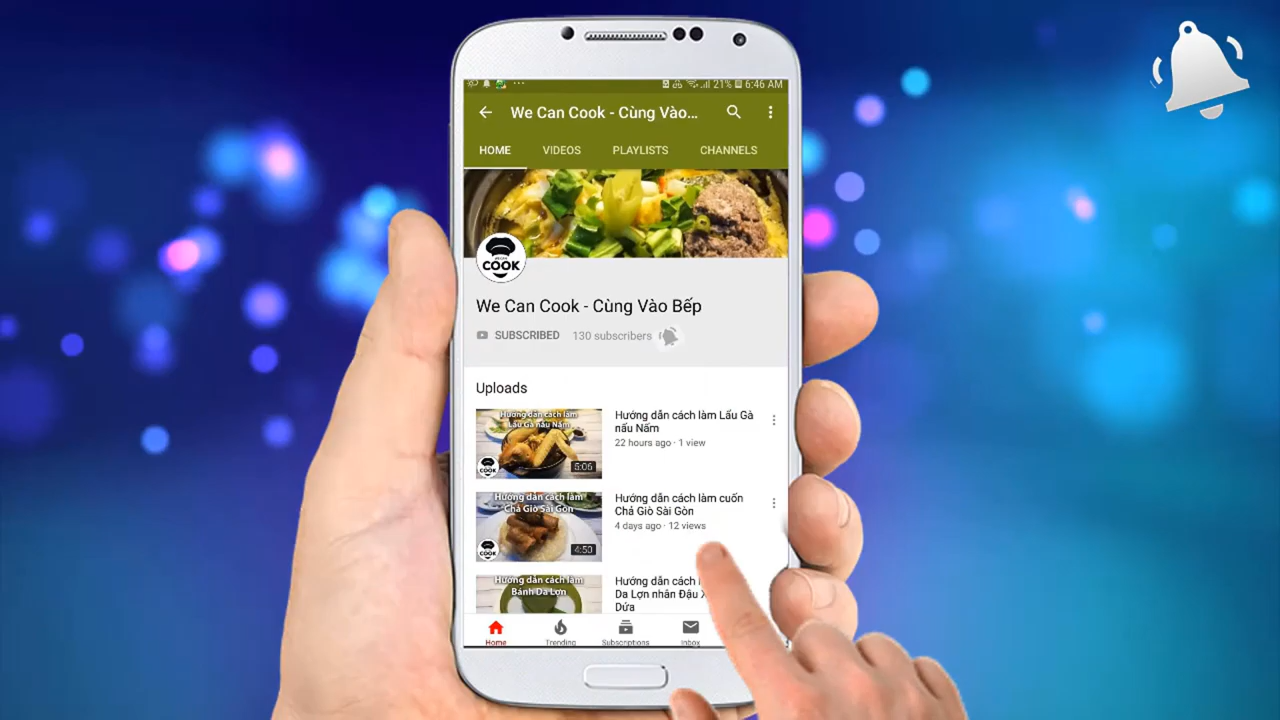 21% 6:46 AM
We Can Cook - Cùng Vào...
HOME VIDEOS PLAYLISTS CHANNELS
COOK
We Can Cook - Cùng Vào Bếp
SUBSCRIBED 130 subscribers
Uploads
Hướng dẫn cách làm
Lẩu Gà nấu Nấm
COOK
5:06
Hướng dẫn cách làm Lẩu Gà
nấu Nấm
22 hours ago · 1 view
Hướng dẫn cách làm
Chả Giò Sài Gòn
COOK
4:50
Hướng dẫn cách làm cuốn
Chả Giò Sài Gòn
4 days ago · 12 views
Hướng dẫn cách làm
Bánh Da Lợn
Hướng dẫn cách
Da Lợn nhân Đậu
Dừa
Home Trending Subscriptions Inbox